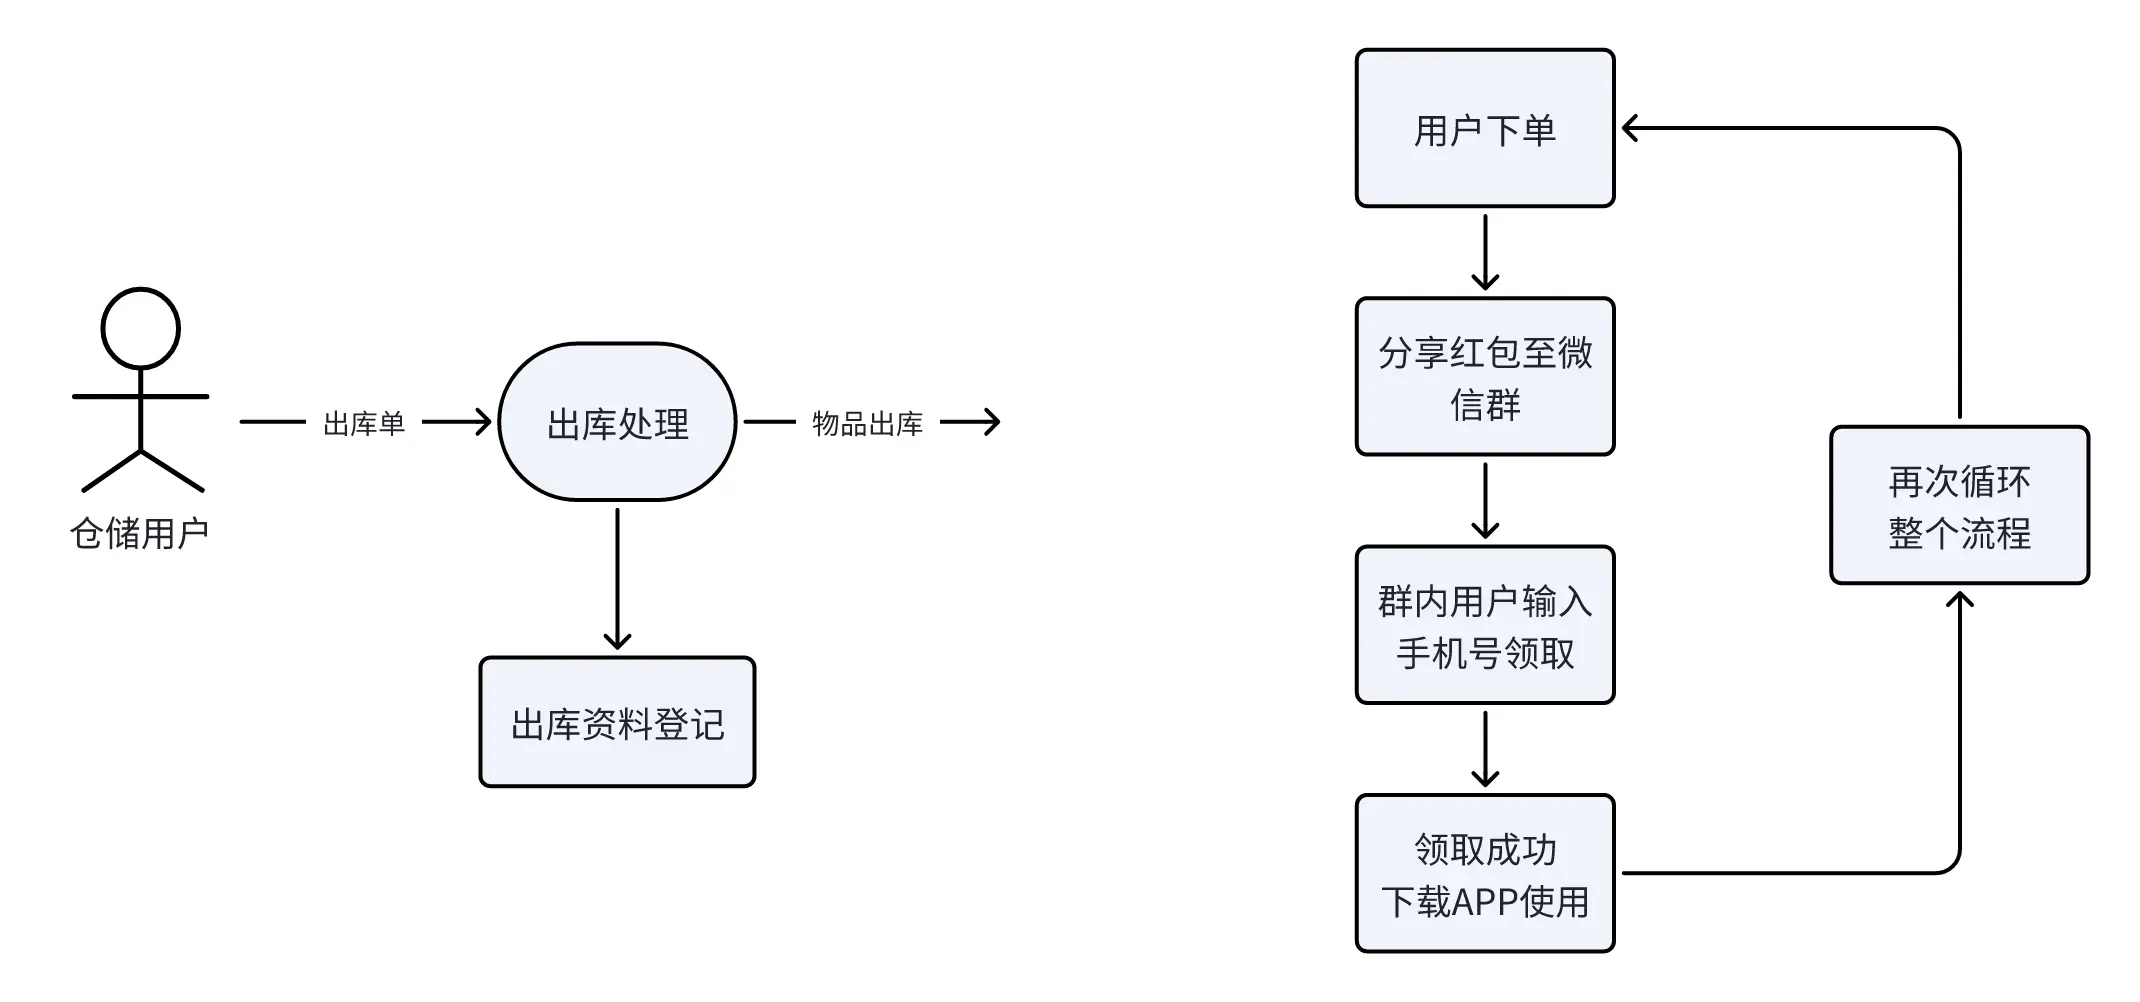 仓储用户
出库单
出库处理
物品出库
出库资料登记
用户下单
分享红包至微
信群
群内用户输入
手机号领取
领取成功
下载APP使用
再次循环
整个流程